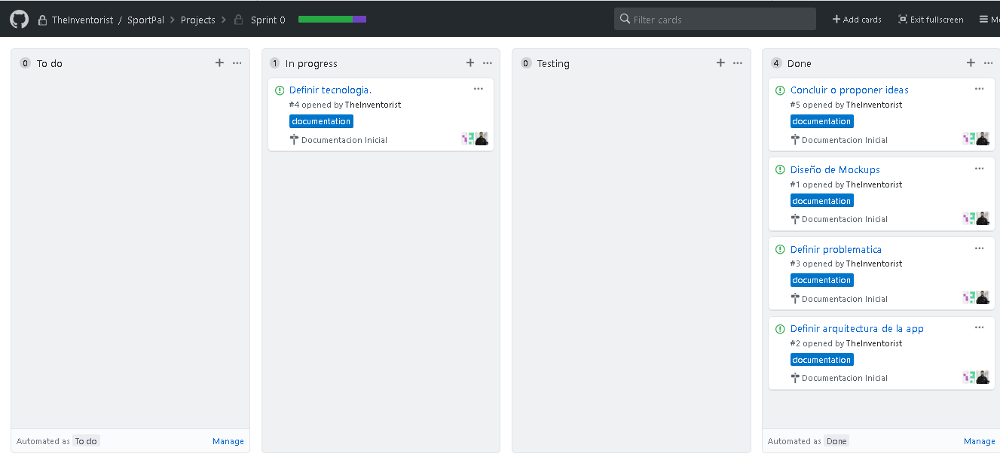 TheInventorist / SportPal > Projects > Sprint 0
Filter cards
+ Add cards
Exit fullscreen
0 To do
Automated as To do
Manage
1 In progress
Definir tecnologia.
#4 opened by TheInventorist
documentation
Documentacion Inicial
0 Testing
4 Done
Concluir o proponer ideas
#5 opened by TheInventorist
documentation
Documentacion Inicial
Diseño de Mockups
#1 opened by TheInventorist
documentation
Documentacion Inicial
Definir problematica
#3 opened by TheInventorist
documentation
Documentacion Inicial
Definir arquitectura de la app
#2 opened by TheInventorist
documentation
Documentacion Inicial
Automated as Done
Manage